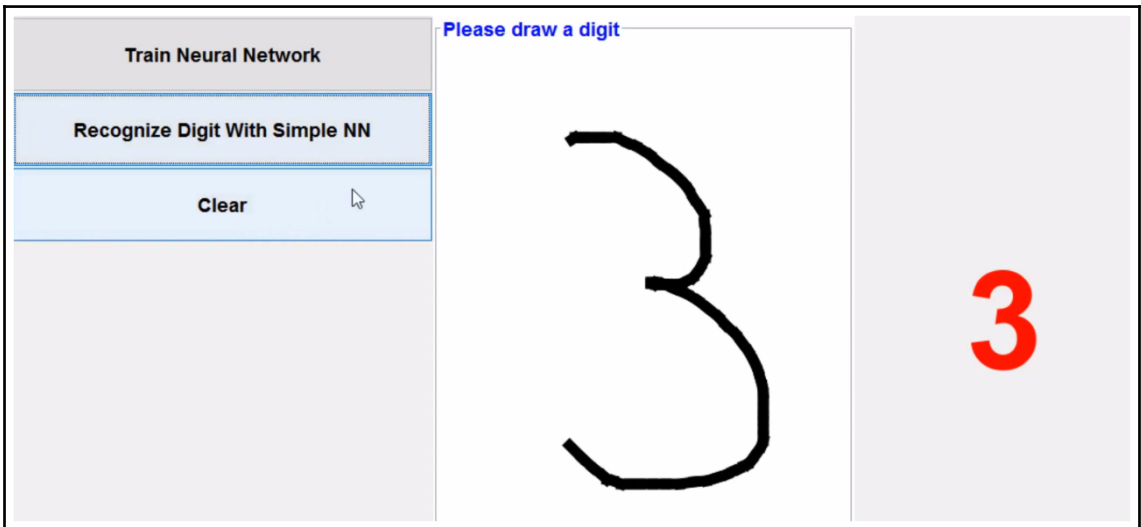 Train Neural Network
Recognize Digit With Simple NN
Clear
Please draw a digit
3
3